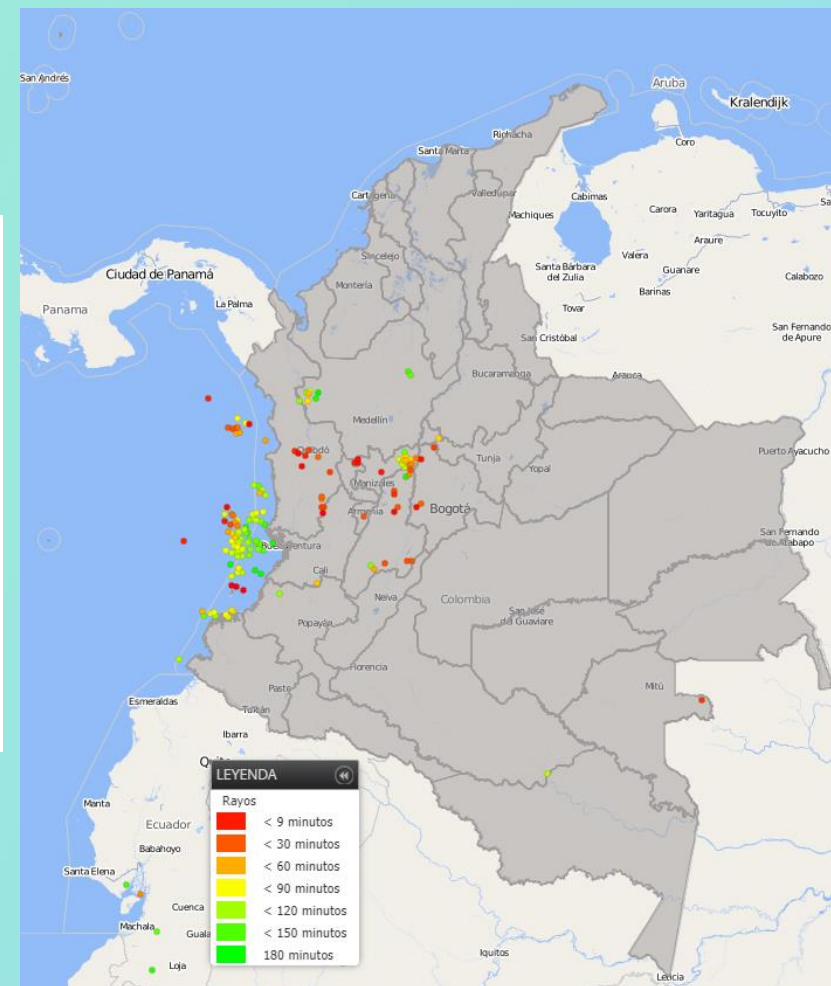 San Andrés
Aruba
Kralendijk
Riohacha
Coro
Santa Marta
Cartagena
Valledupar
Cabimas
Machiques
Carora
Yaritagua
Tocuyito
Sa
Araure
Sincelejo
Valera
Guanare
Ciudad de Panamá
Santa Bárbara
del Zulia
Calabozo
Montería
Barinas
La Palma
Tovar
Panama
San Fernando
de Apure
San Cristóbal
Bucaramanga
Arauca
Medellín
Quibdó
Puerto Ayacucho
Tunja
Yopal
Manizales
Armenia
Bogotá
San Fernando
de Atabapo
Buenaventura
Cali
Neiva
Colombia
San José
del Guaviare
Popayán
Florencia
Mitú
Pasto
Esmeraldas
Tulcán
Ibarra
Quito
LEYENDA
Rayos
< 9 minutos
< 30 minutos
< 60 minutos
< 90 minutos
< 120 minutos
< 150 minutos
180 minutos
Manta
Ecuador
Babahoyo
Santa Elena
Cuenca
Machala
Guala
Loja
Iquitos
Leticia